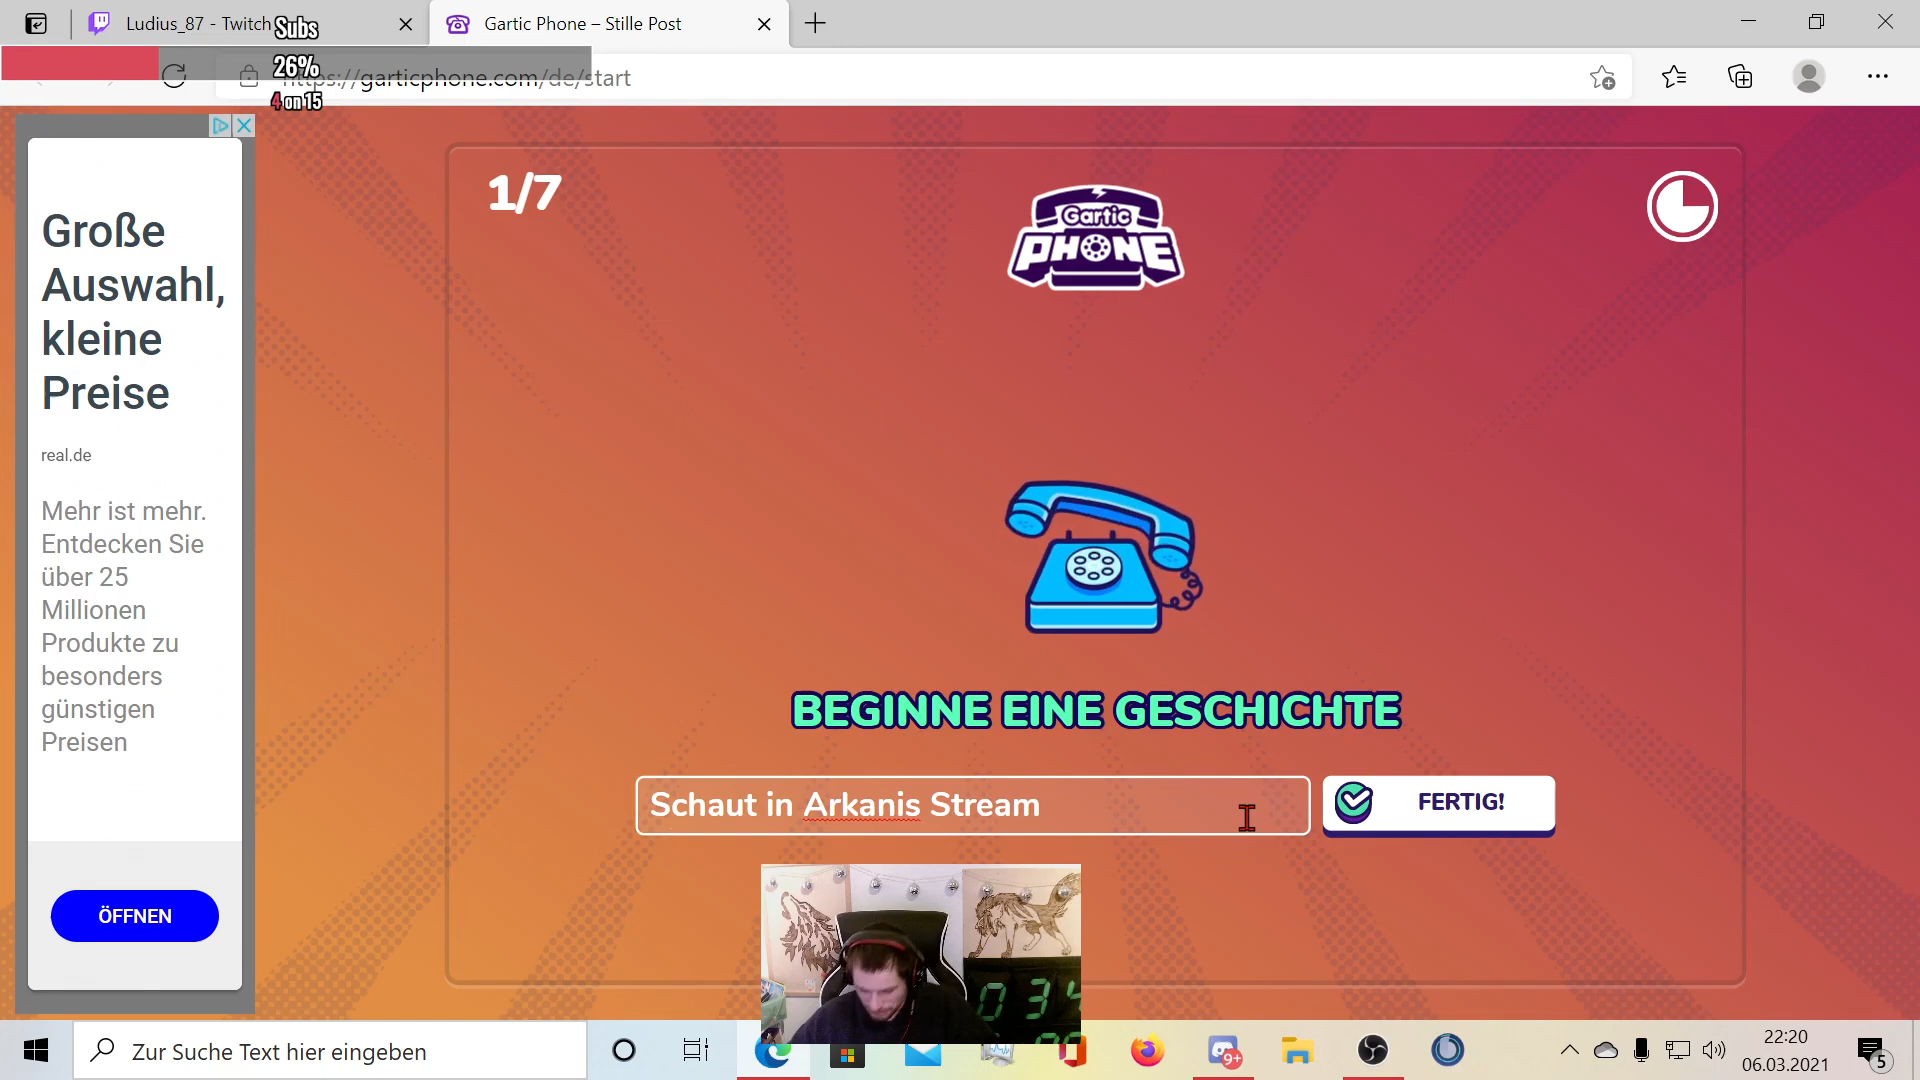 Ludius_87 - Twitch
Subs
Gartic Phone – Stille Post
26%
https://garticphone.com/de/start
4 on 15
1/7
Gartic
PHONE
Große
Auswahl,
kleine
Preise
real.de
Mehr ist mehr.
Entdecken Sie
über 25
Millionen
Produkte zu
besonders
günstigen
Preisen
ÖFFNEN
BEGINNE EINE GESCHICHTE
Schaut in Arkanis Stream
FERTIG!
034
Zur Suche Text hier eingeben
9+
22:20
06.03.2021
5